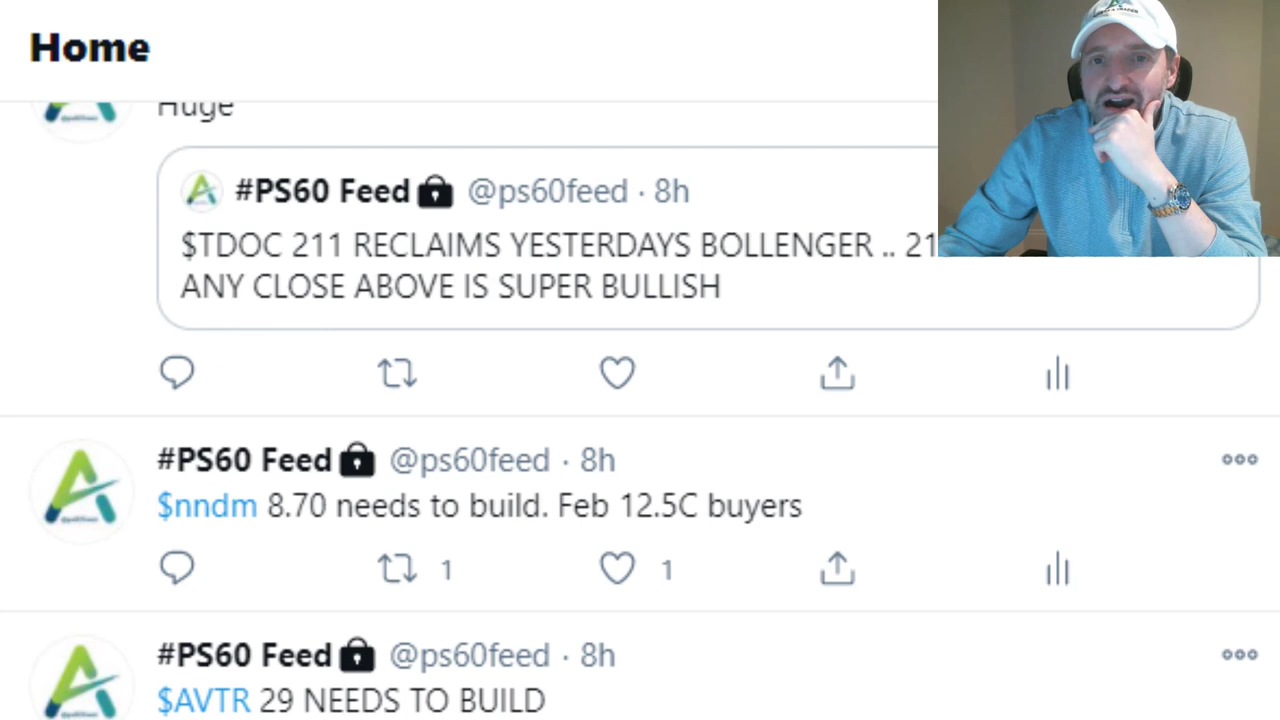 Home
Huge
#PS60 Feed @ps60feed · 8h
$TDOC 211 RECLAIMS YESTERDAYS BOLLENGER .. 21
ANY CLOSE ABOVE IS SUPER BULLISH
#PS60 Feed @ps60feed · 8h
$nndm 8.70 needs to build. Feb 12.5C buyers
1 1
#PS60 Feed @ps60feed · 8h
$AVTR 29 NEEDS TO BUILD